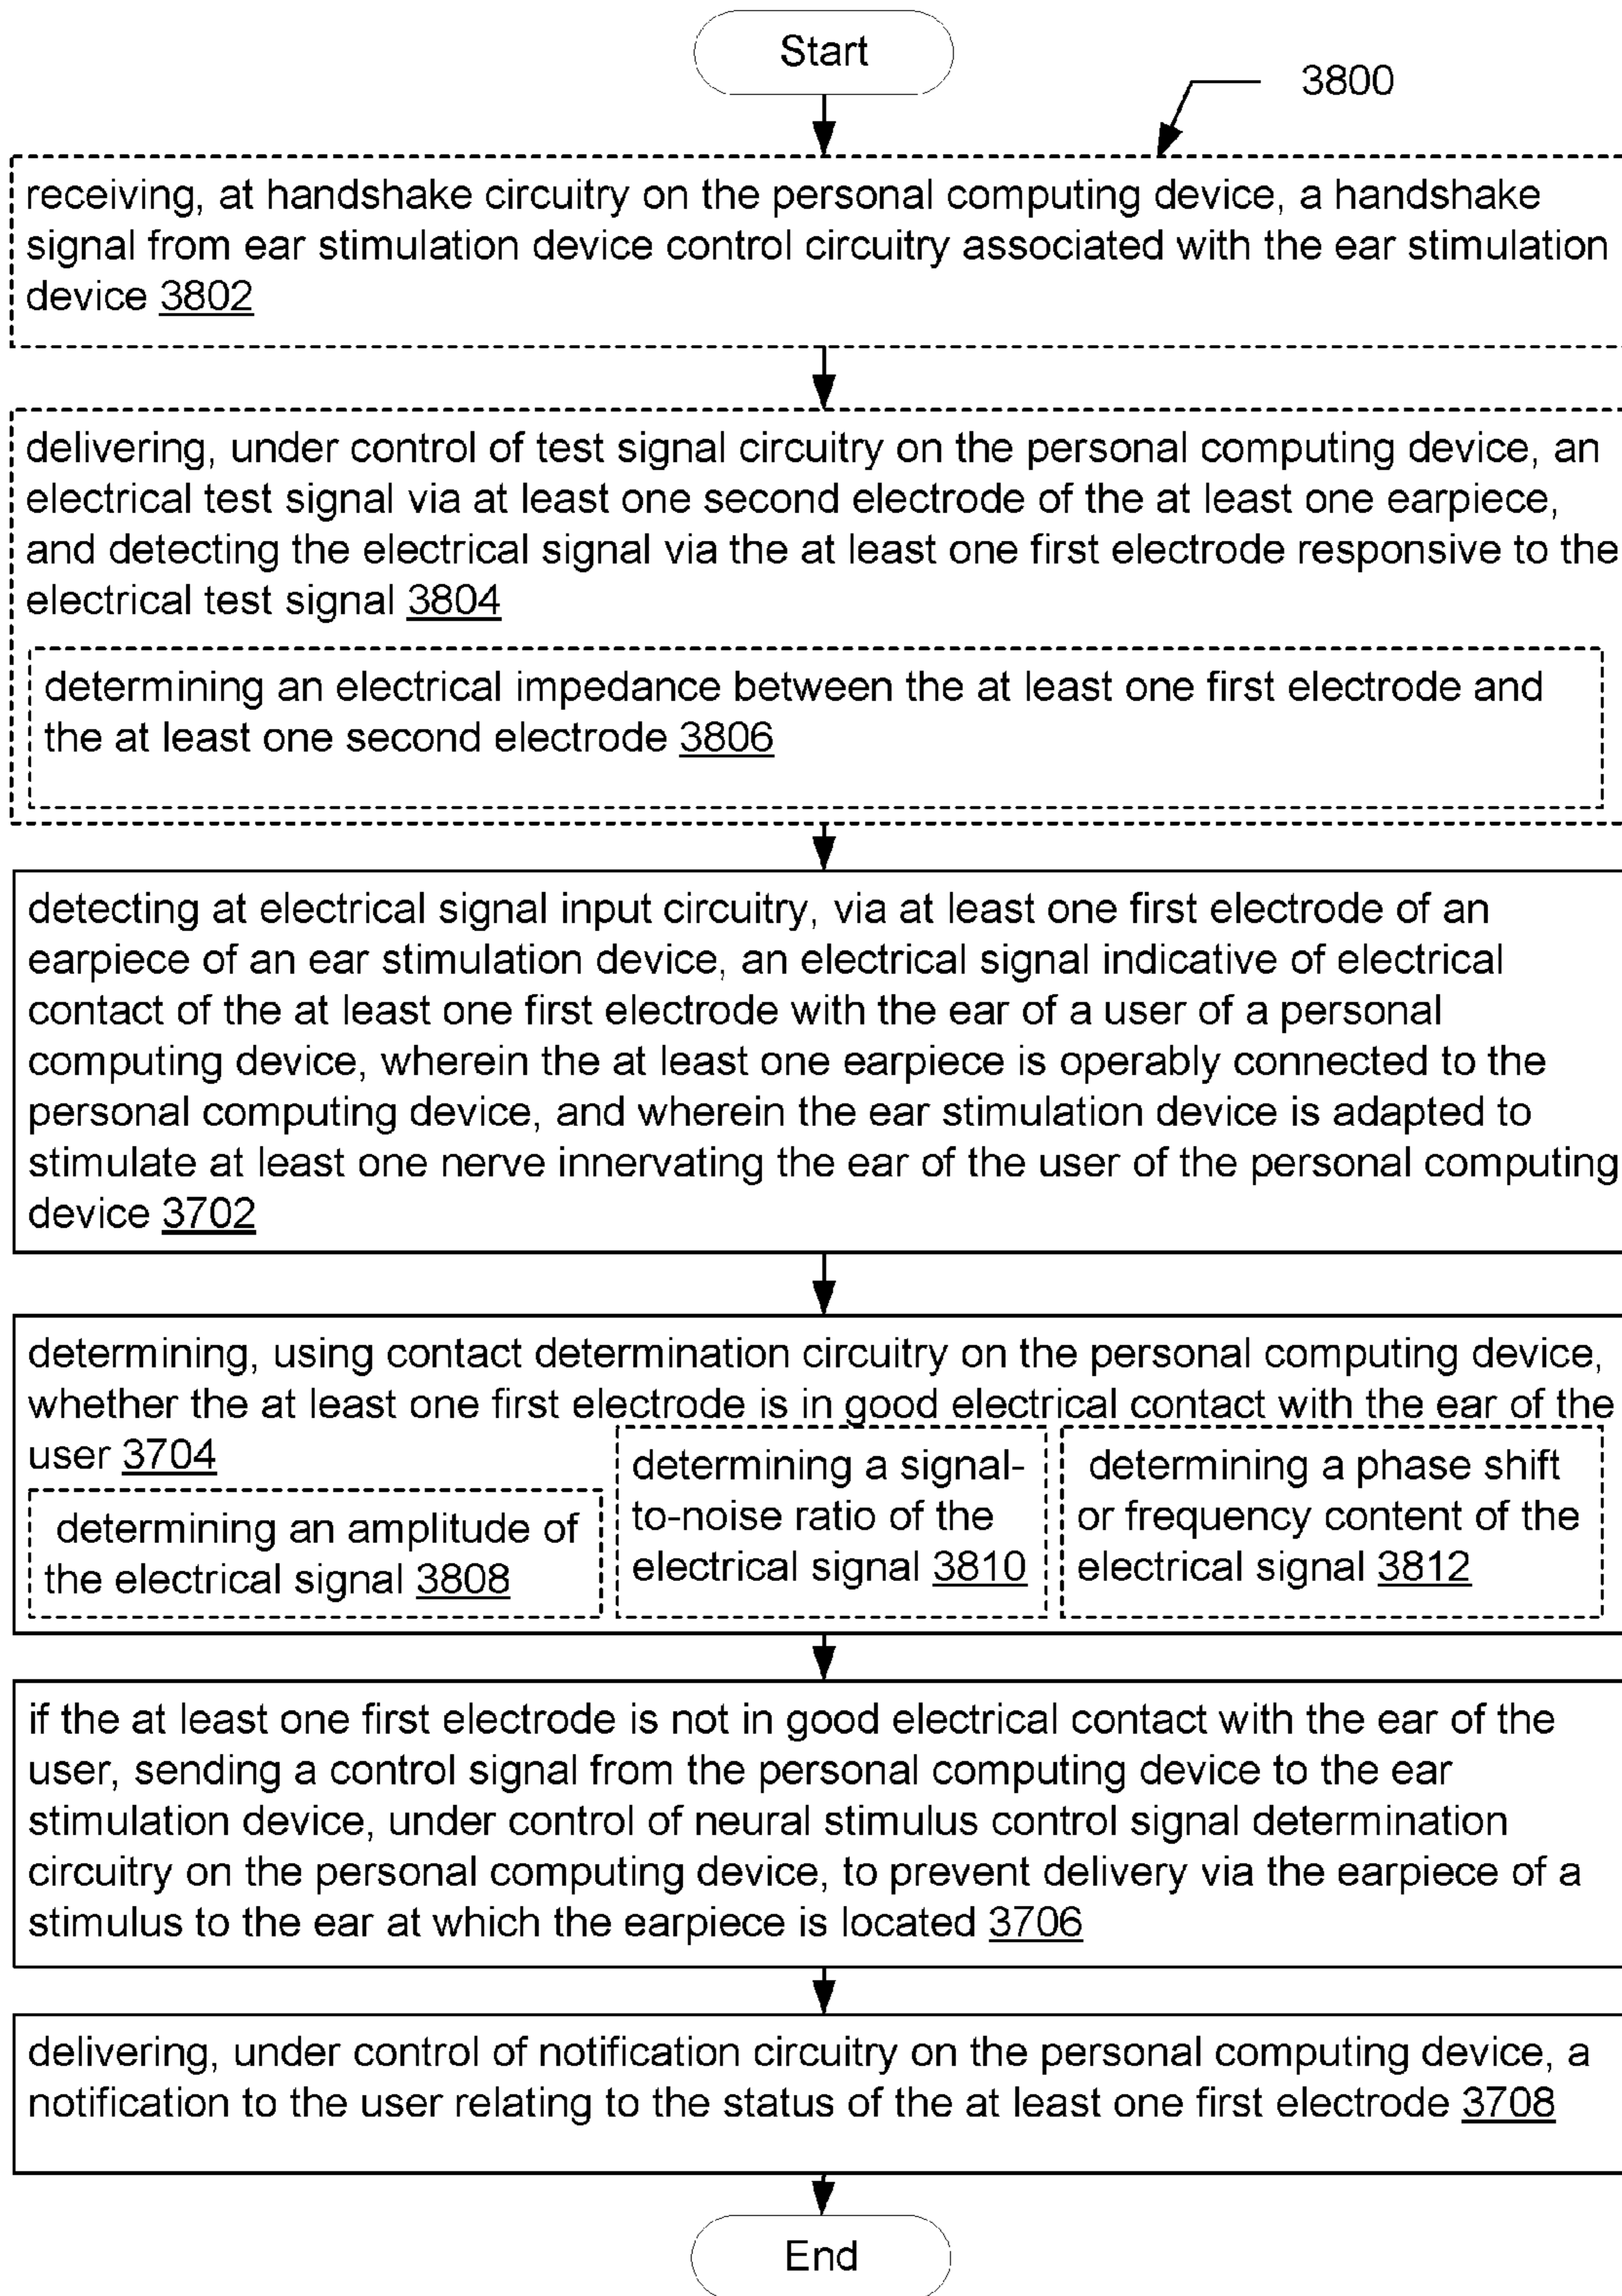 Start
3800
receiving, at handshake circuitry on the personal computing device, a handshake
signal from ear stimulation device control circuitry associated with the ear stimulation
device 3802
delivering, under control of test signal circuitry on the personal computing device, an
electrical test signal via at least one second electrode of the at least one earpiece,
and detecting the electrical signal via the at least one first electrode responsive to the
electrical test signal 3804
determining an electrical impedance between the at least one first electrode and
the at least one second electrode 3806
detecting at electrical signal input circuitry, via at least one first electrode of an
earpiece of an ear stimulation device, an electrical signal indicative of electrical
contact of the at least one first electrode with the ear of a user of a personal
computing device, wherein the at least one earpiece is operably connected to the
personal computing device, and wherein the ear stimulation device is adapted to
stimulate at least one nerve innervating the ear of the user of the personal computing
device 3702
determining, using contact determination circuitry on the personal computing device,
whether the at least one first electrode is in good electrical contact with the ear of the
user 3704
determining an amplitude of
the electrical signal 3808
determining a signal-
to-noise ratio of the
electrical signal 3810
determining a phase shift
or frequency content of the
electrical signal 3812
if the at least one first electrode is not in good electrical contact with the ear of the
user, sending a control signal from the personal computing device to the ear
stimulation device, under control of neural stimulus control signal determination
circuitry on the personal computing device, to prevent delivery via the earpiece of a
stimulus to the ear at which the earpiece is located 3706
delivering, under control of notification circuitry on the personal computing device, a
notification to the user relating to the status of the at least one first electrode 3708
End